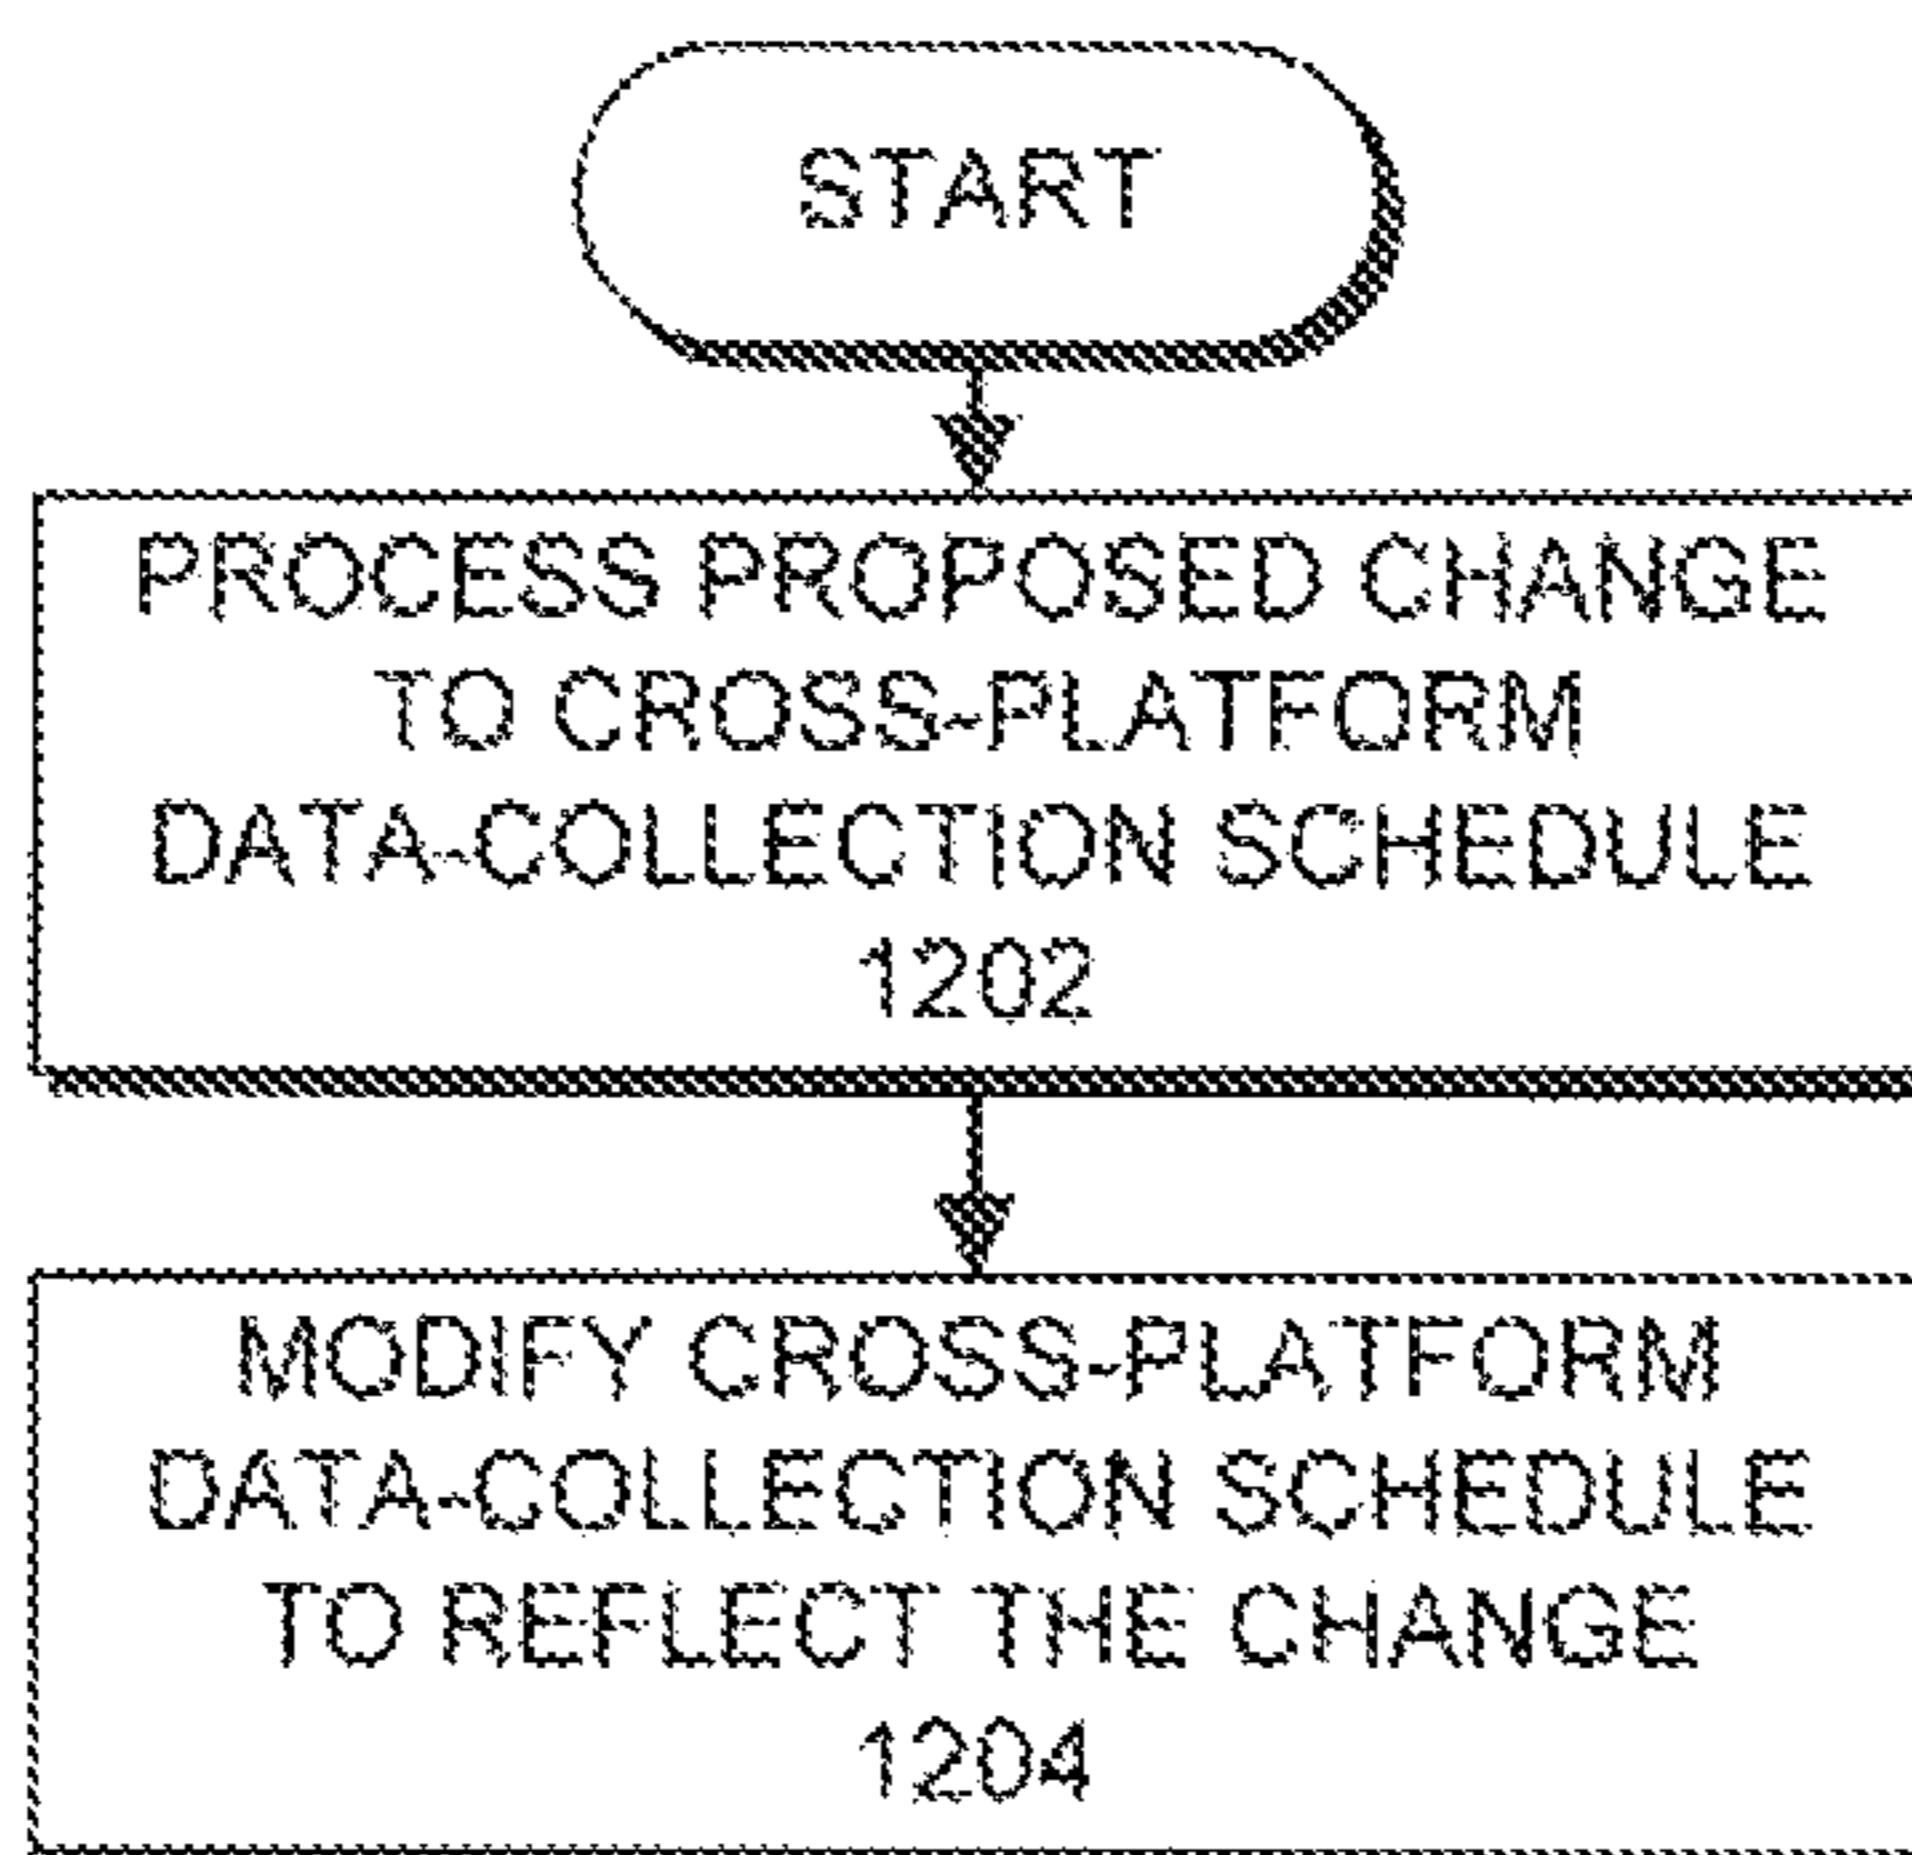 START
PROCESS PROPOSED CHANGE
TO CROSS-PLATFORM
DATA-COLLECTION SCHEDULE
1202
MODIFY CROSS-PLATFORM
DATA-COLLECTION SCHEDULE
TO REFLECT THE CHANGE
1204